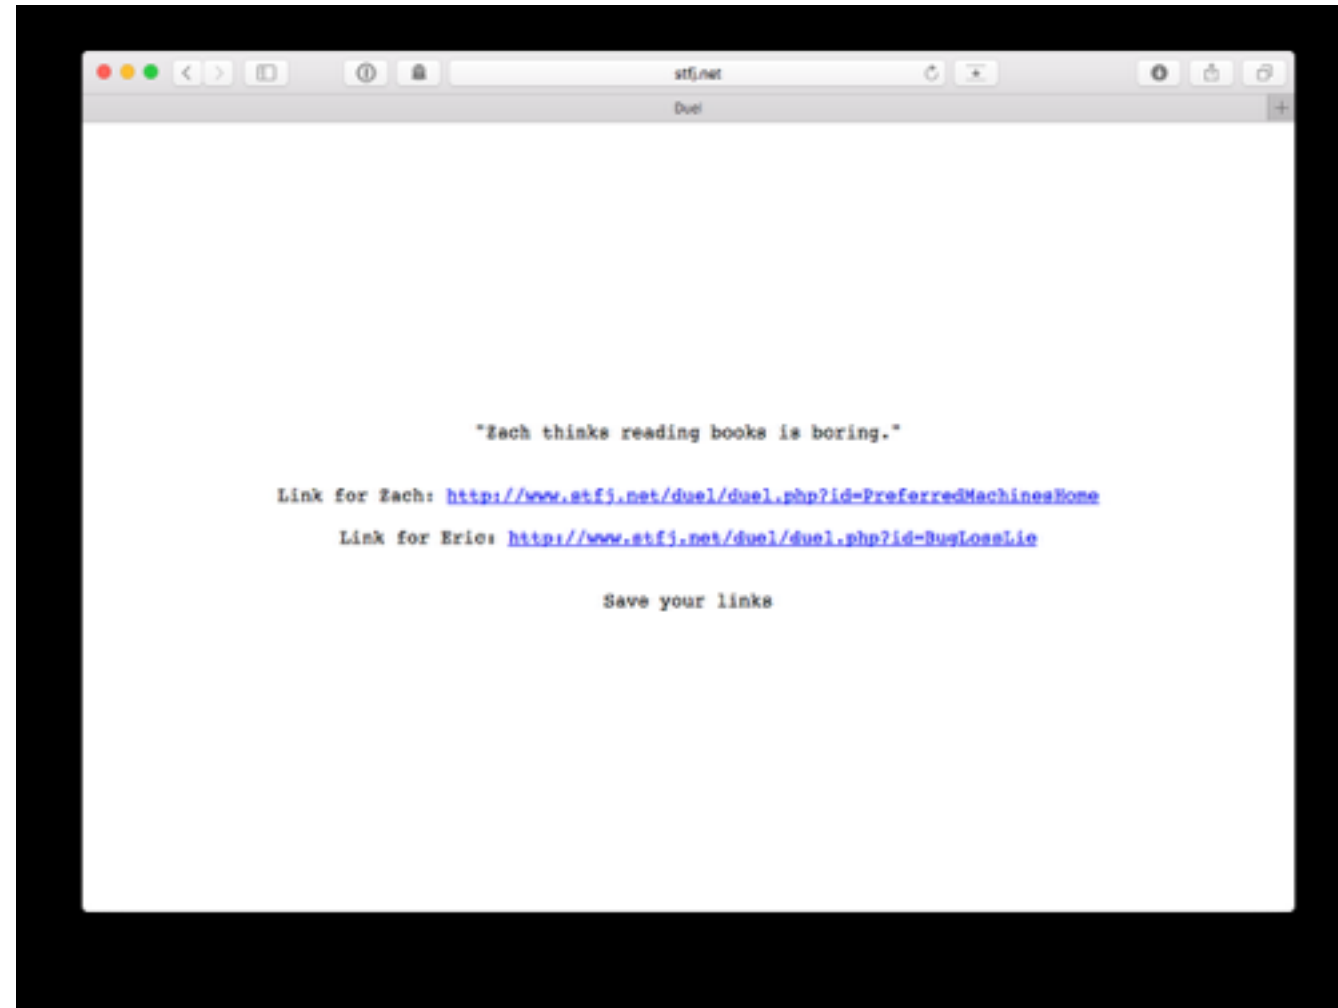 stfj.net
Duel
"Zach thinks reading books is boring."
Link for Zach: http://www.stfj.net/duel/duel.php?id=PreferredMachinesHome
Link for Eric: http://www.stfj.net/duel/duel.php?id=BugLossLie
Save your links